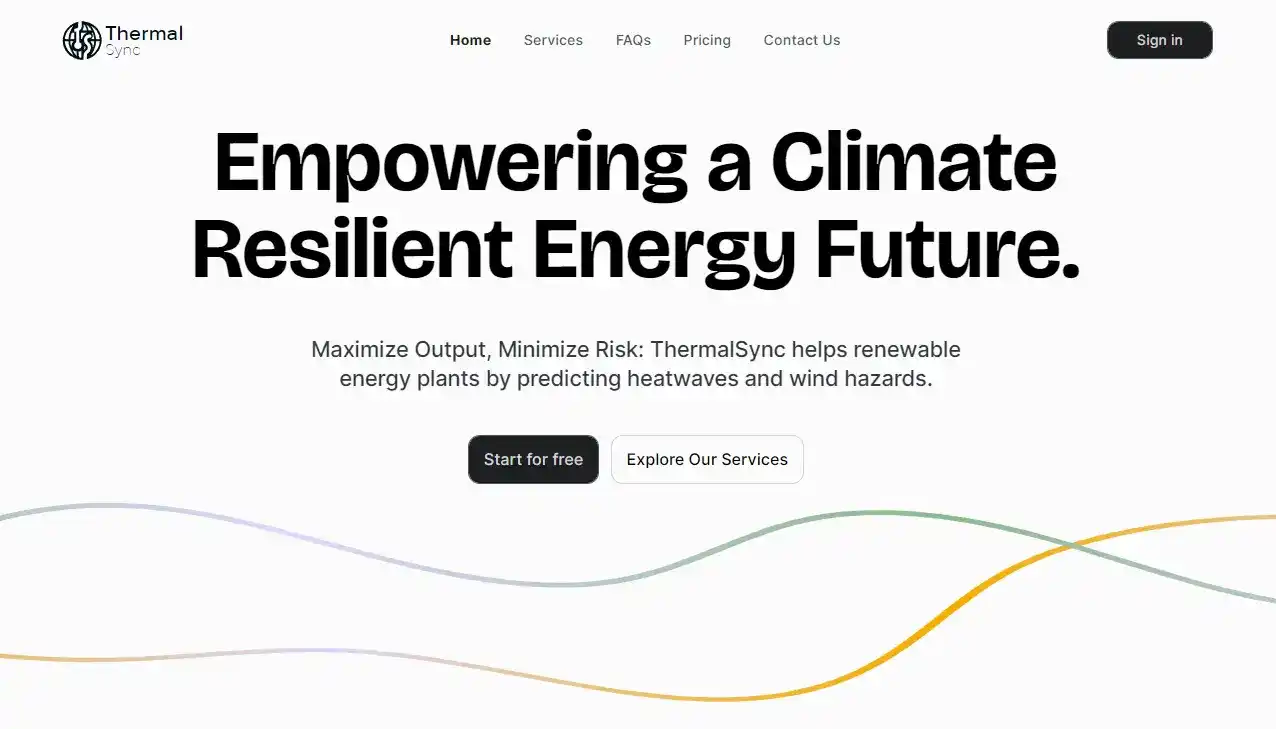 Thermal
Sync
Home Services FAQs Pricing Contact Us
Sign in
Empowering a Climate
Resilient Energy Future.
Maximize Output, Minimize Risk: ThermalSync helps renewable
energy plants by predicting heatwaves and wind hazards.
Start for free
Explore Our Services